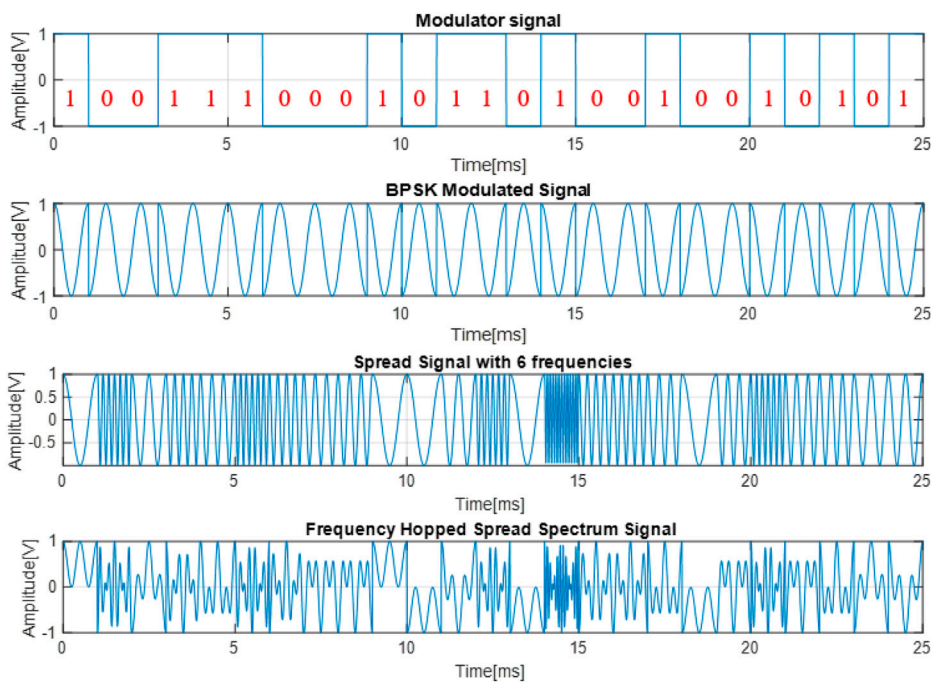 Modulator signal
Amplitude[V]
1
0
-1
1 0 0 1 1 1 0 0 0 1 0 1 1 0 1 0 0 1 0 0 1 0 1 0 1
0 5 10 15 20 25
Time[ms]
BPSK Modulated Signal
Amplitude[V]
1
0
-1
0 5 10 15 20 25
Time[ms]
Spread Signal with 6 frequencies
Amplitude[V]
1
0.5
0
-0.5
0 5 10 15 20 25
Time[ms]
Frequency Hopped Spread Spectrum Signal
Amplitude[V]
1
0
-1
0 5 10 15 20 25
Time[ms]